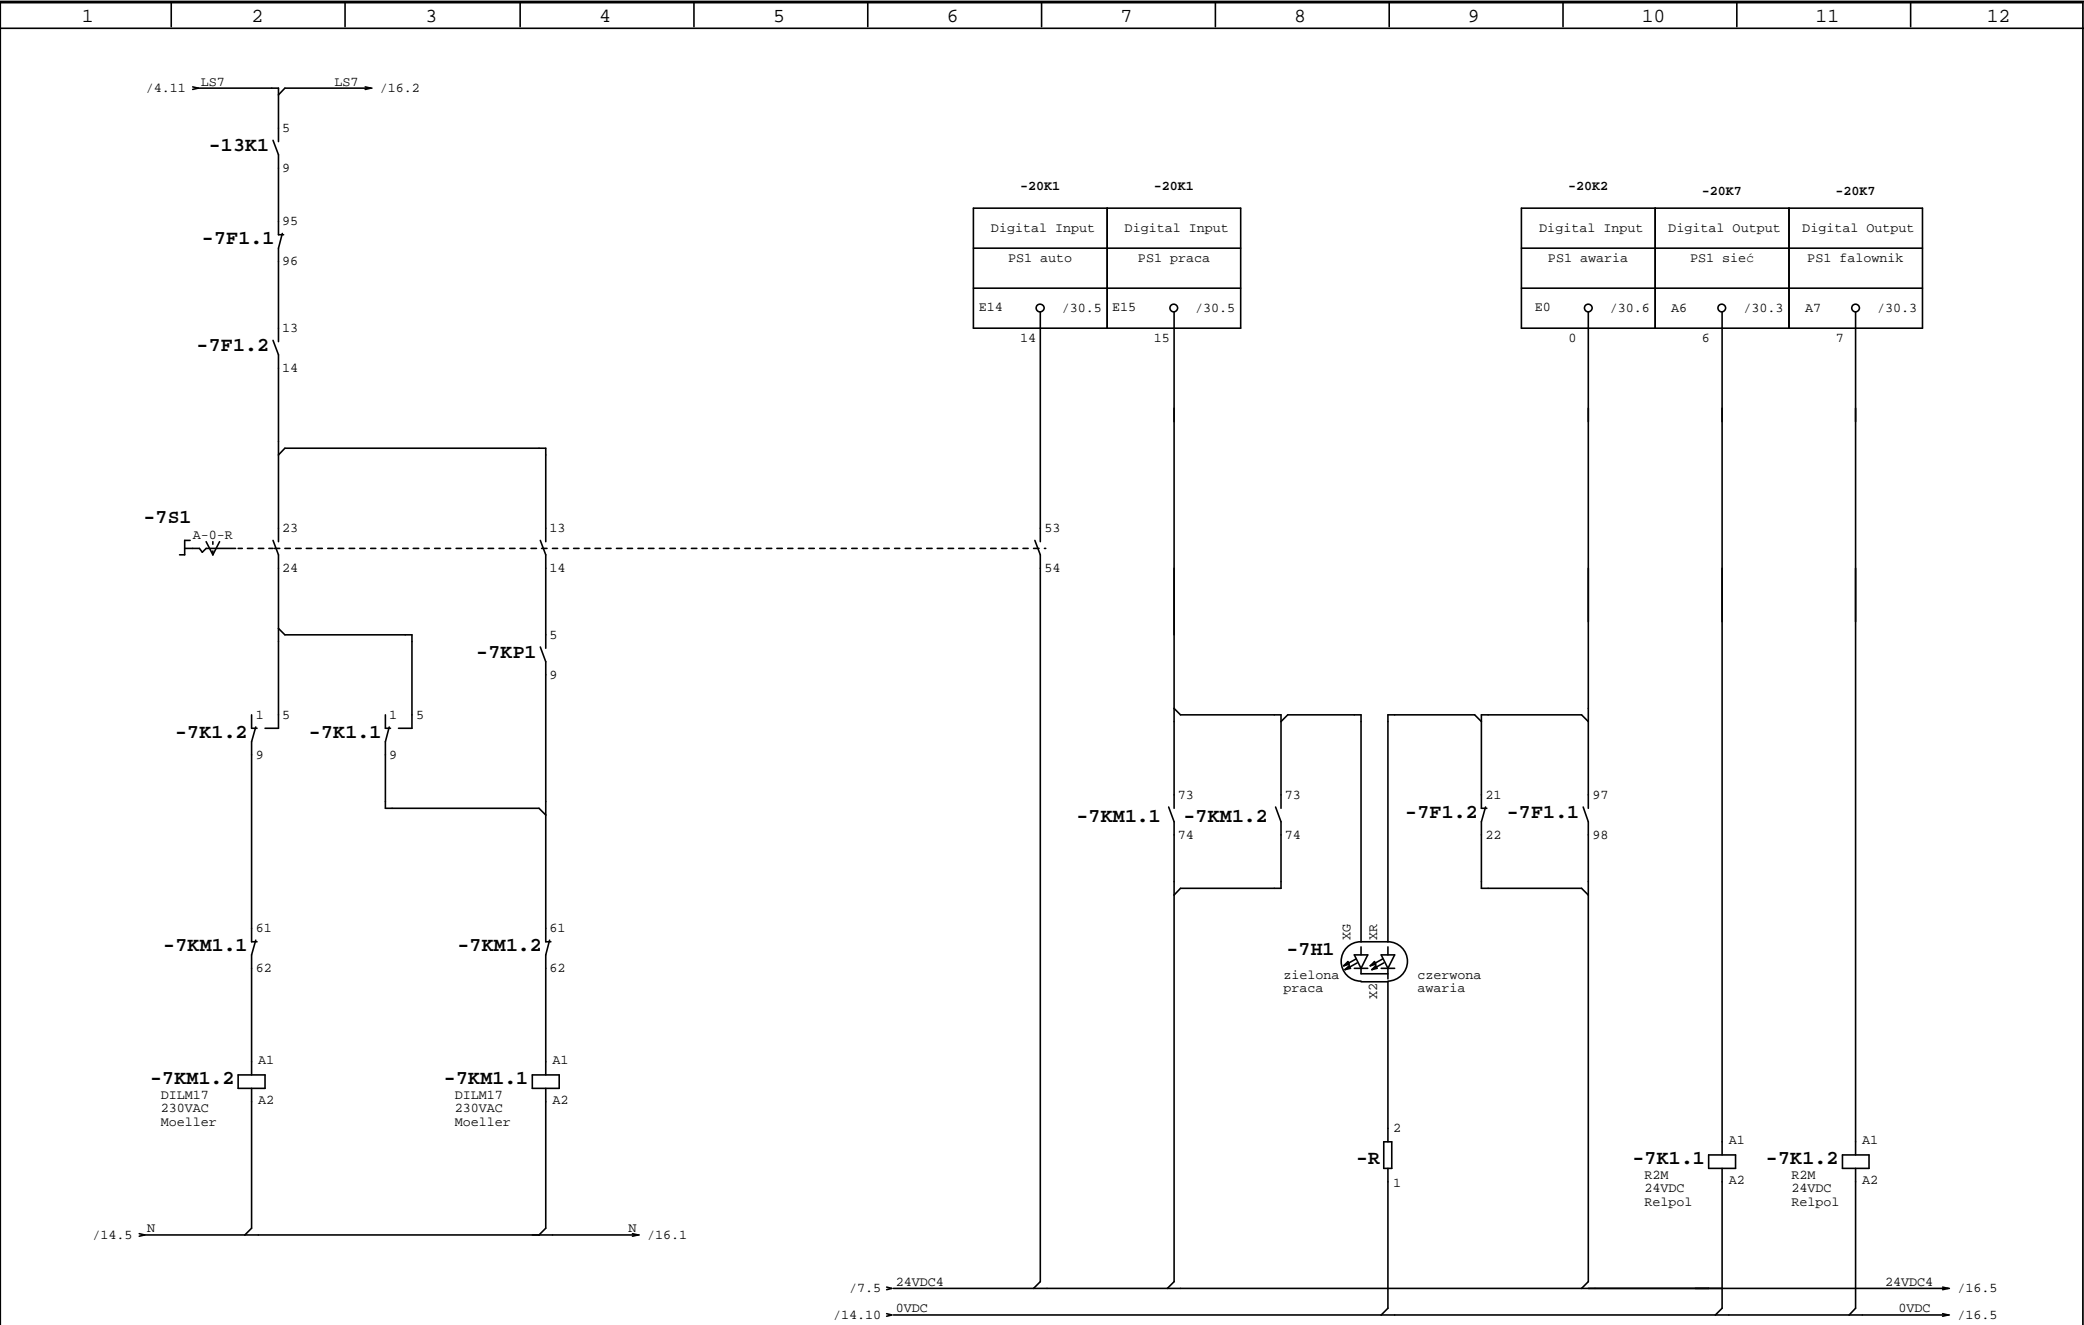 1 2 3 4 5 6 7 8 9 10 11 12
/4.11 LS7 LS7 /16.2
5
-13K1
9
95
-7F1.1
96
13
-7F1.2
14
-20K1 -20K1
Digital Input Digital Input
PS1 auto PS1 praca
E14 /30.5 E15 /30.5
14 15
-20K2 -20K7 -20K7
Digital Input Digital Output Digital Output
PS1 awaria PS1 sieć PS1 falownik
E0 /30.6 A6 /30.3 A7 /30.3
0 6 7
-7S1
A-0-R
23 13 53
24 14 54
5
-7KP1
9
1 5 1 5
-7K1.2 -7K1.1
9 9
73 73 21 97
-7KM1.1 -7KM1.2 -7F1.2 -7F1.1
74 74 22 98
61 61
-7KM1.1 -7KM1.2
62 62
XG XR
-7H1
zielona
praca
czerwona
awaria
X2
A1 A1
-7KM1.2 -7KM1.1
A2 A2
DILM17 DILM17
230VAC 230VAC
Moeller Moeller
2
-R
1
A1 A1
-7K1.1 -7K1.2
A2 A2
R2M R2M
24VDC 24VDC
Relpol Relpol
/14.5 N N /16.1
/7.5 24VDC4 24VDC4 /16.5
/14.10 0VDC 0VDC /16.5